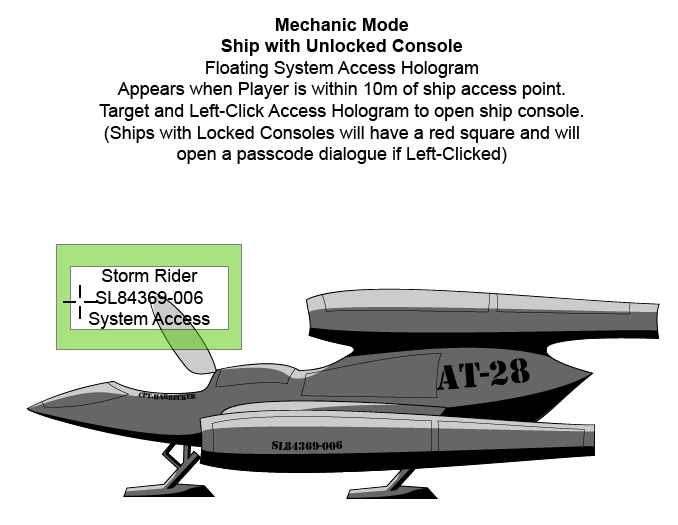 Mechanic Mode
Ship with Unlocked Console
Floating System Access Hologram
Appears when Player is within 10m of ship access point.
Target and Left-Click Access Hologram to open ship console.
(Ships with Locked Consoles will have a red square and will
open a passcode dialogue if Left-Clicked)
Storm Rider
SL84369-006
System Access
AT-28
CPT.HARBECKER
SL84369-006